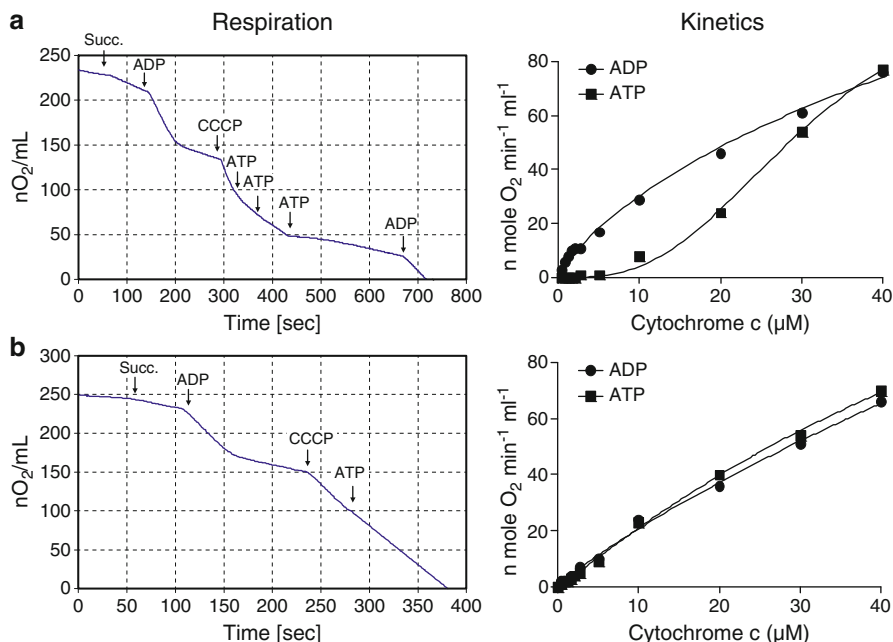 a
Respiration
Kinetics
Succ.
ADP
CCCP
ATP
ATP
ATP
ADP
250
200
150
100
50
0
nO₂/mL
0 100 200 300 400 500 600 700 800
Time [sec]
ADP
ATP
80
60
40
20
0
n mole O₂ min⁻¹ ml⁻¹
0 10 20 30 40
Cytochrome c (μM)
b
Succ.
ADP
CCCP
ATP
300
250
200
150
100
50
0
nO₂/mL
0 50 100 150 200 250 300 350 400
Time [sec]
ADP
ATP
80
60
40
20
0
n mole O₂ min⁻¹ ml⁻¹
0 10 20 30 40
Cytochrome c (μM)